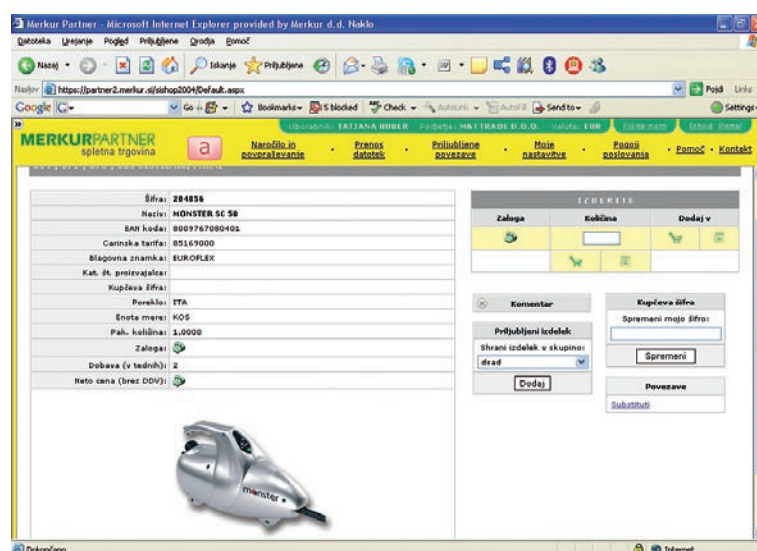 Merkur Partner - Microsoft Internet Explorer provided by Merkur d.d. Naklo
Datoteka Urejanje Pogled Priljubljene Orodja Pomoč
Nazaj Iskanje Priljubljene
Naslov https://partner2.merkur.si/sishop2004/Default.aspx Pojdi Links
Google G Go Bookmarks 5 blocked Check AutoLink AutoFill Send to Settings
Uporabnik: TATJANA HUBER Podjetje: H&T TRADE D.O.O. Valuta: EUR Pišite nam Izhod Portal
MERKURPARTNER
spletna trgovina
a
Naročilo in povpraševanje · Prenos datotek · Priljubljene povezave · Moje nastavitve · Pogoji poslovanja · Pomoč · Kontakt
Šifra: 204856
Naziv: MONSTER SC 50
EAN koda: 8009767080401
Carinska tarifa: 85169000
Blagovna znamka: EUROFLEX
Kat. št. proizvajalca:
Kupčeva šifra:
Poreklo: ITA
Enota mere: KOS
Pak. količina: 1,0000
Zaloga:
Dobava (v tednih): 2
Neto cena (brez DDV):
monster
IZBERITE
Zaloga Količina Dodaj v
Komentar
Priljubljeni izdelek
Shrani izdelek v skupino:
dsad
Dodaj
Kupčeva šifra
Spremeni mojo šifro:
Spremeni
Povezave
Substituti
Dokončano Internet